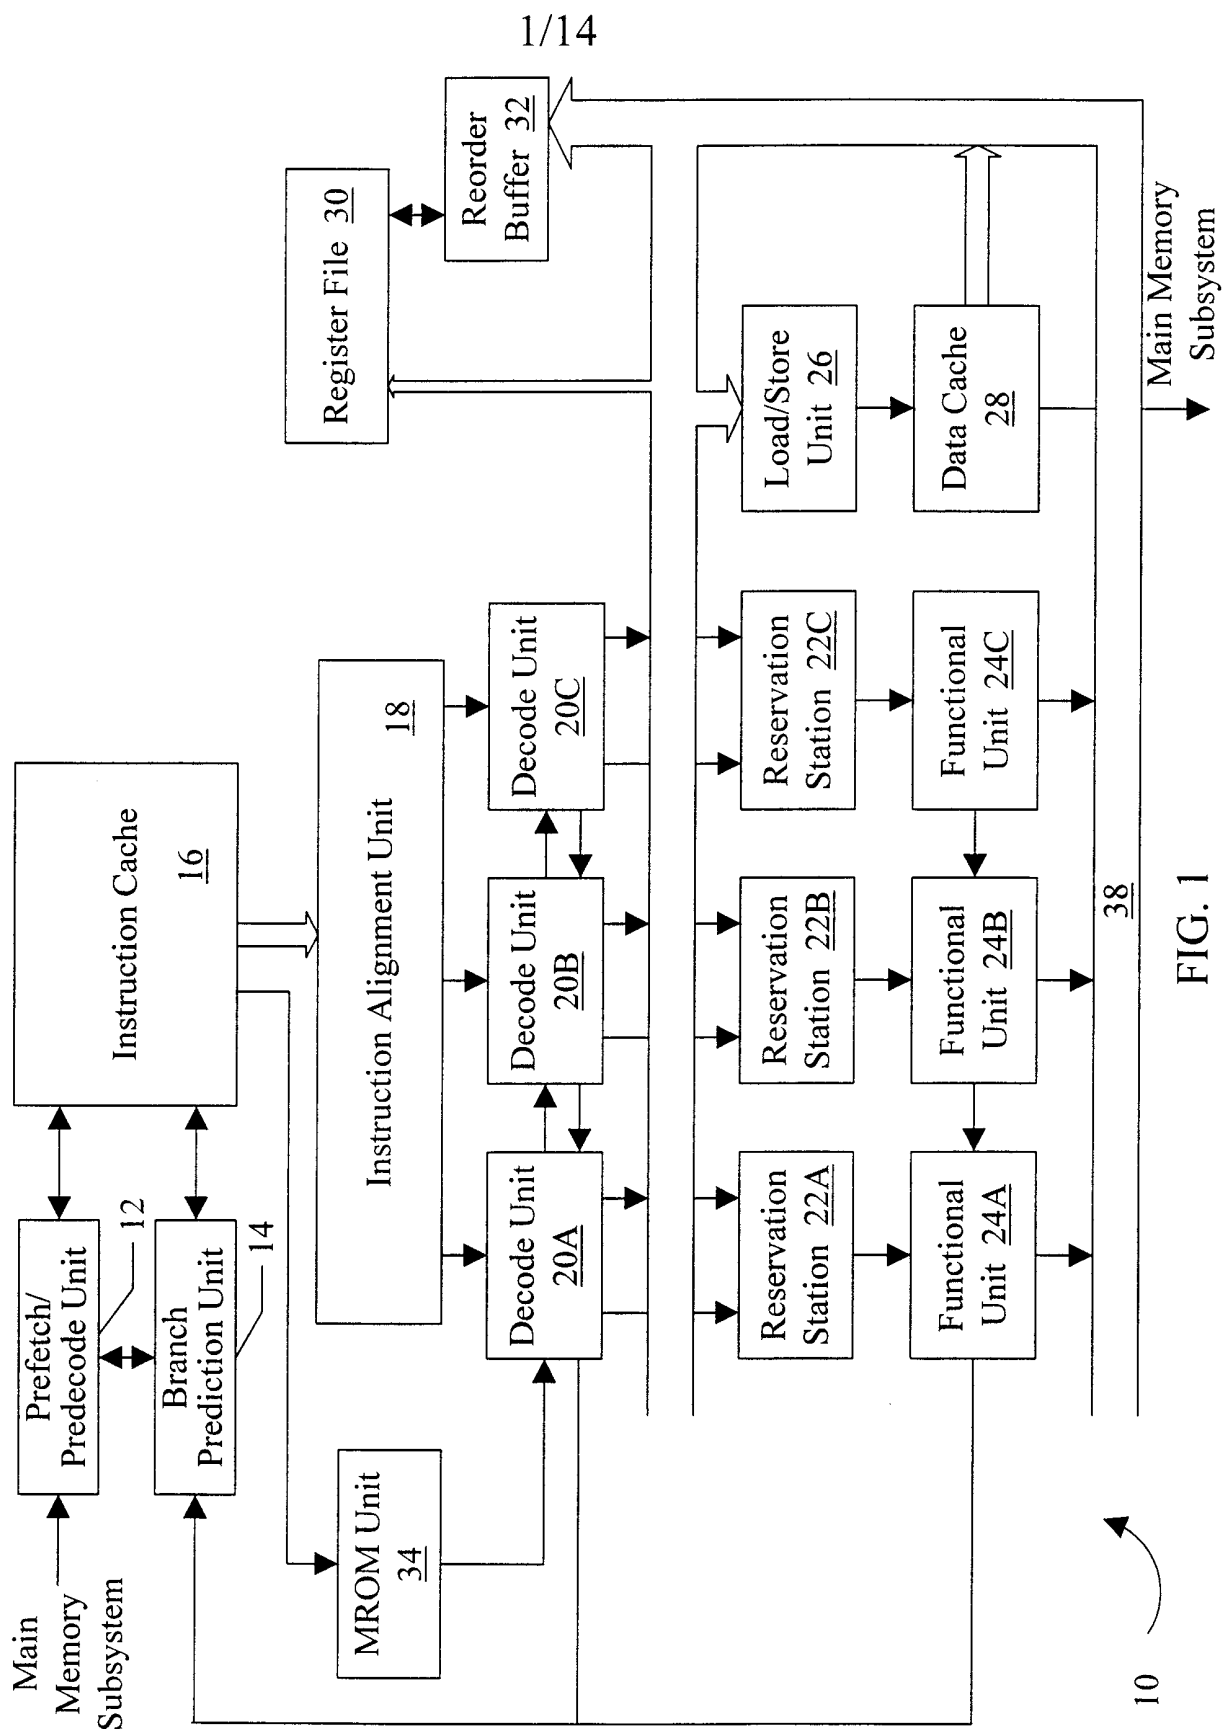 1/14
Main
Memory
Subsystem
Prefetch/
Predecode Unit
12
Branch
Prediction Unit
14
Instruction Cache
16
MROM Unit
34
Instruction Alignment Unit
18
Register File 30
Reorder
Buffer 32
Decode Unit
20A
Decode Unit
20B
Decode Unit
20C
Reservation
Station 22A
Reservation
Station 22B
Reservation
Station 22C
Load/Store
Unit 26
Functional
Unit 24A
Functional
Unit 24B
Functional
Unit 24C
Data Cache
28
38
Main Memory
Subsystem
10
FIG. 1